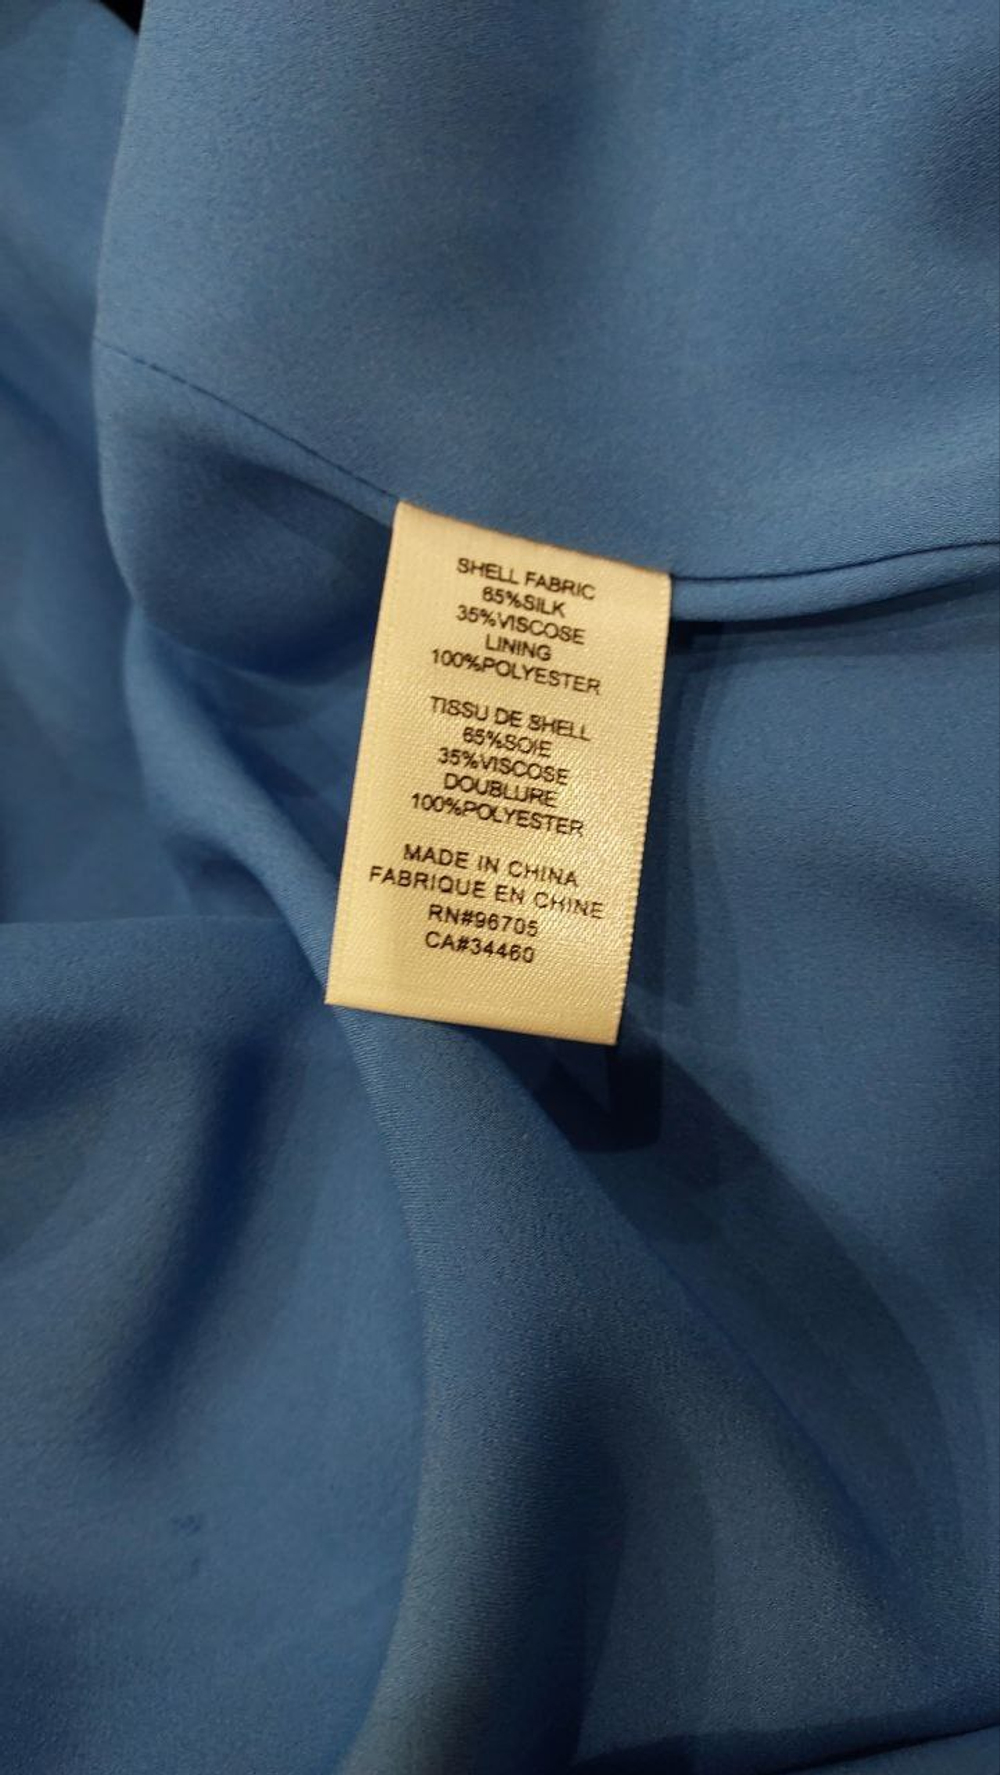 SHELL FABRIC
65%SILK
35%VISCOSE
LINING
100%POLYESTER
TISSU DE SHELL
65%SOIE
35%VISCOSE
DOUBLURE
100%POLYESTER
MADE IN CHINA
FABRIQUE EN CHINE
RN#96705
CA#34460